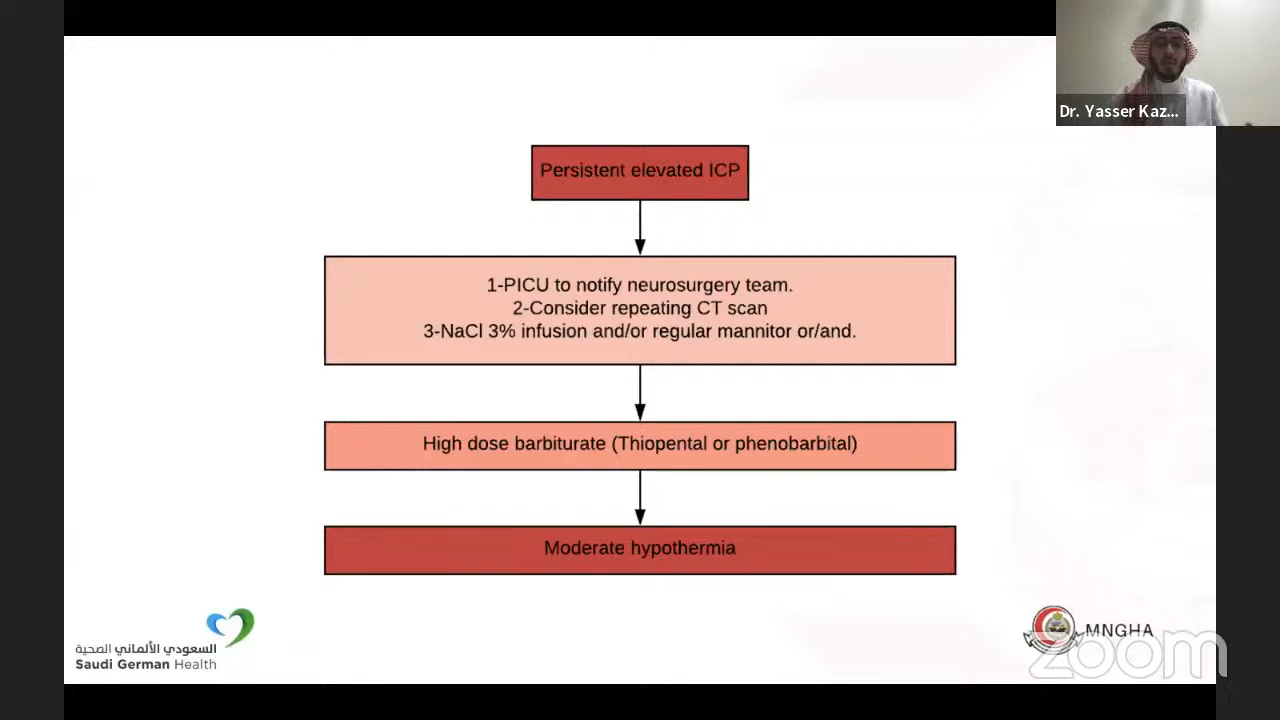 Dr. Yasser Kaz...
Persistent elevated ICP
1-PICU to notify neurosurgery team.
2-Consider repeating CT scan
3-NaCl 3% infusion and/or regular mannitor or/and.
High dose barbiturate (Thiopental or phenobarbital)
Moderate hypothermia
السعودي الألماني الصحية
Saudi German Health
MNGHA
zoom